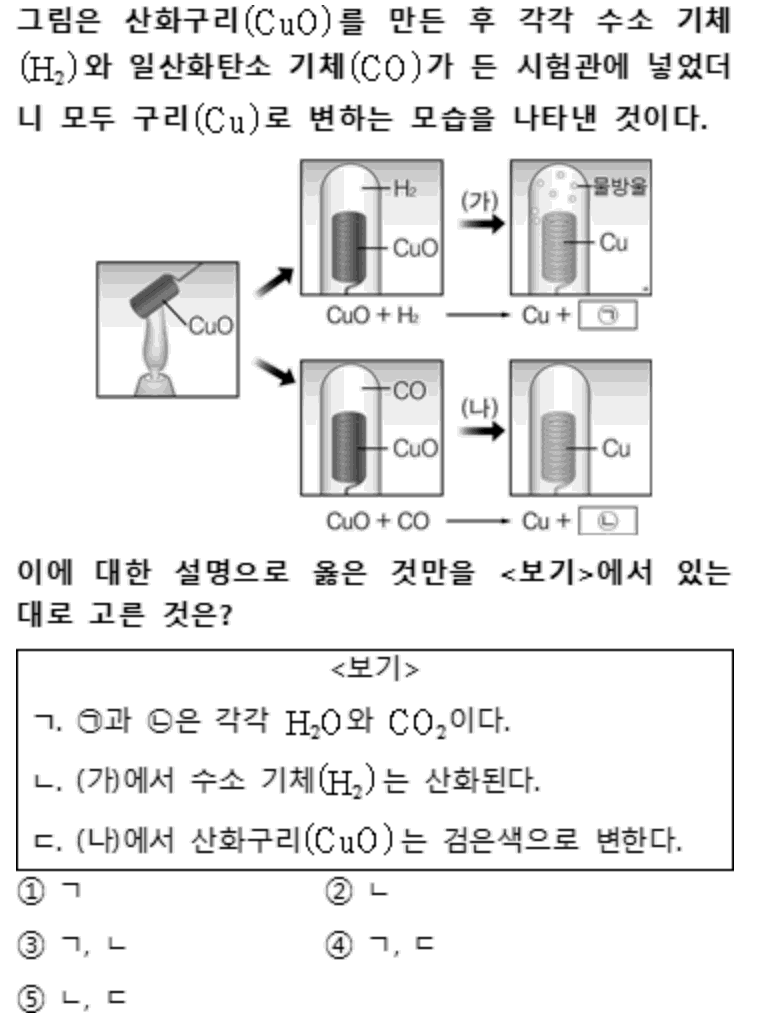 그림은 산화구리(CuO)를 만든 후 각각 수소 기체
(H₂)와 일산화탄소 기체(CO)가 든 시험관에 넣었더
니 모두 구리(Cu)로 변하는 모습을 나타낸 것이다.
H₂
CuO
(가)
물방울
Cu
CuO
CuO + H₂ → Cu + ㉠
CO
CuO
(나)
Cu
CuO + CO → Cu + ㉡
이에 대한 설명으로 옳은 것만을 <보기>에서 있는
대로 고른 것은?
<보기>
ㄱ. ㉠과 ㉡은 각각 H₂O와 CO₂이다.
ㄴ. (가)에서 수소 기체(H₂)는 산화된다.
ㄷ. (나)에서 산화구리(CuO)는 검은색으로 변한다.
① ㄱ ② ㄴ
③ ㄱ, ㄴ ④ ㄱ, ㄷ
⑤ ㄴ, ㄷ